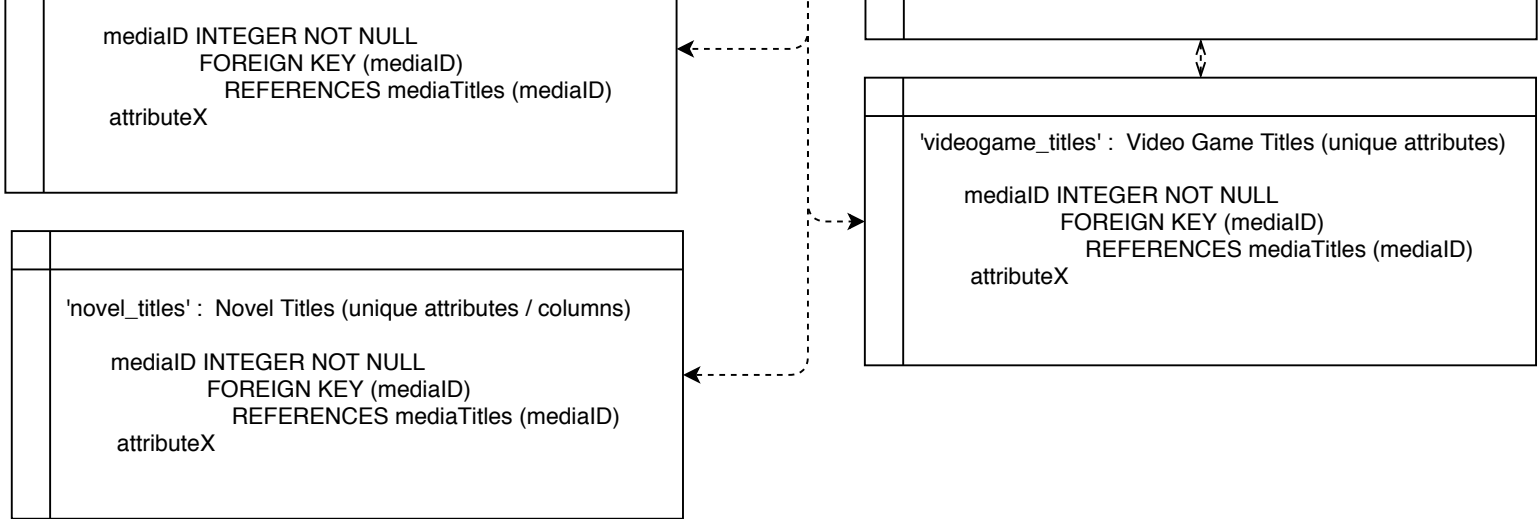 mediaID INTEGER NOT NULL
FOREIGN KEY (mediaID)
REFERENCES mediaTitles (mediaID)
attributeX
'videogame_titles' :  Video Game Titles (unique attributes)
mediaID INTEGER NOT NULL
FOREIGN KEY (mediaID)
REFERENCES mediaTitles (mediaID)
attributeX
'novel_titles' :  Novel Titles (unique attributes / columns)
mediaID INTEGER NOT NULL
FOREIGN KEY (mediaID)
REFERENCES mediaTitles (mediaID)
attributeX